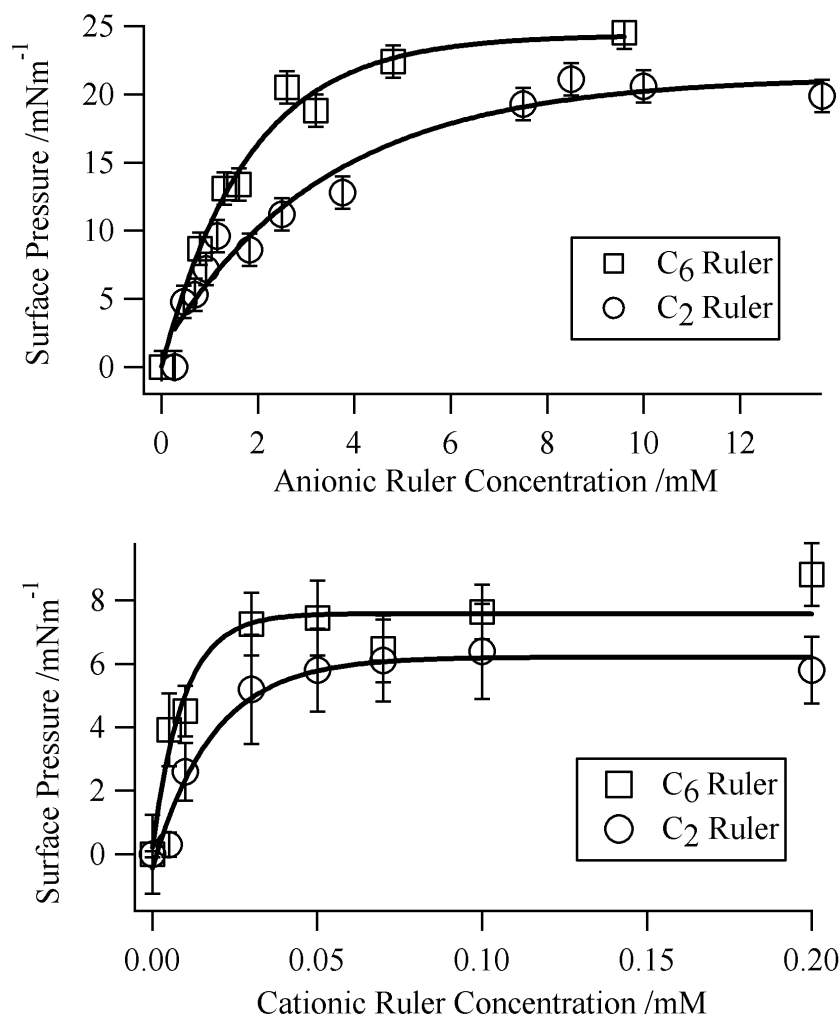 25
20
15
10
5
0
Surface Pressure /mNm⁻¹
C₆ Ruler
C₂ Ruler
0 2 4 6 8 10 12
Anionic Ruler Concentration /mM
8
6
4
2
0
Surface Pressure /mNm⁻¹
C₆ Ruler
C₂ Ruler
0.00 0.05 0.10 0.15 0.20
Cationic Ruler Concentration /mM